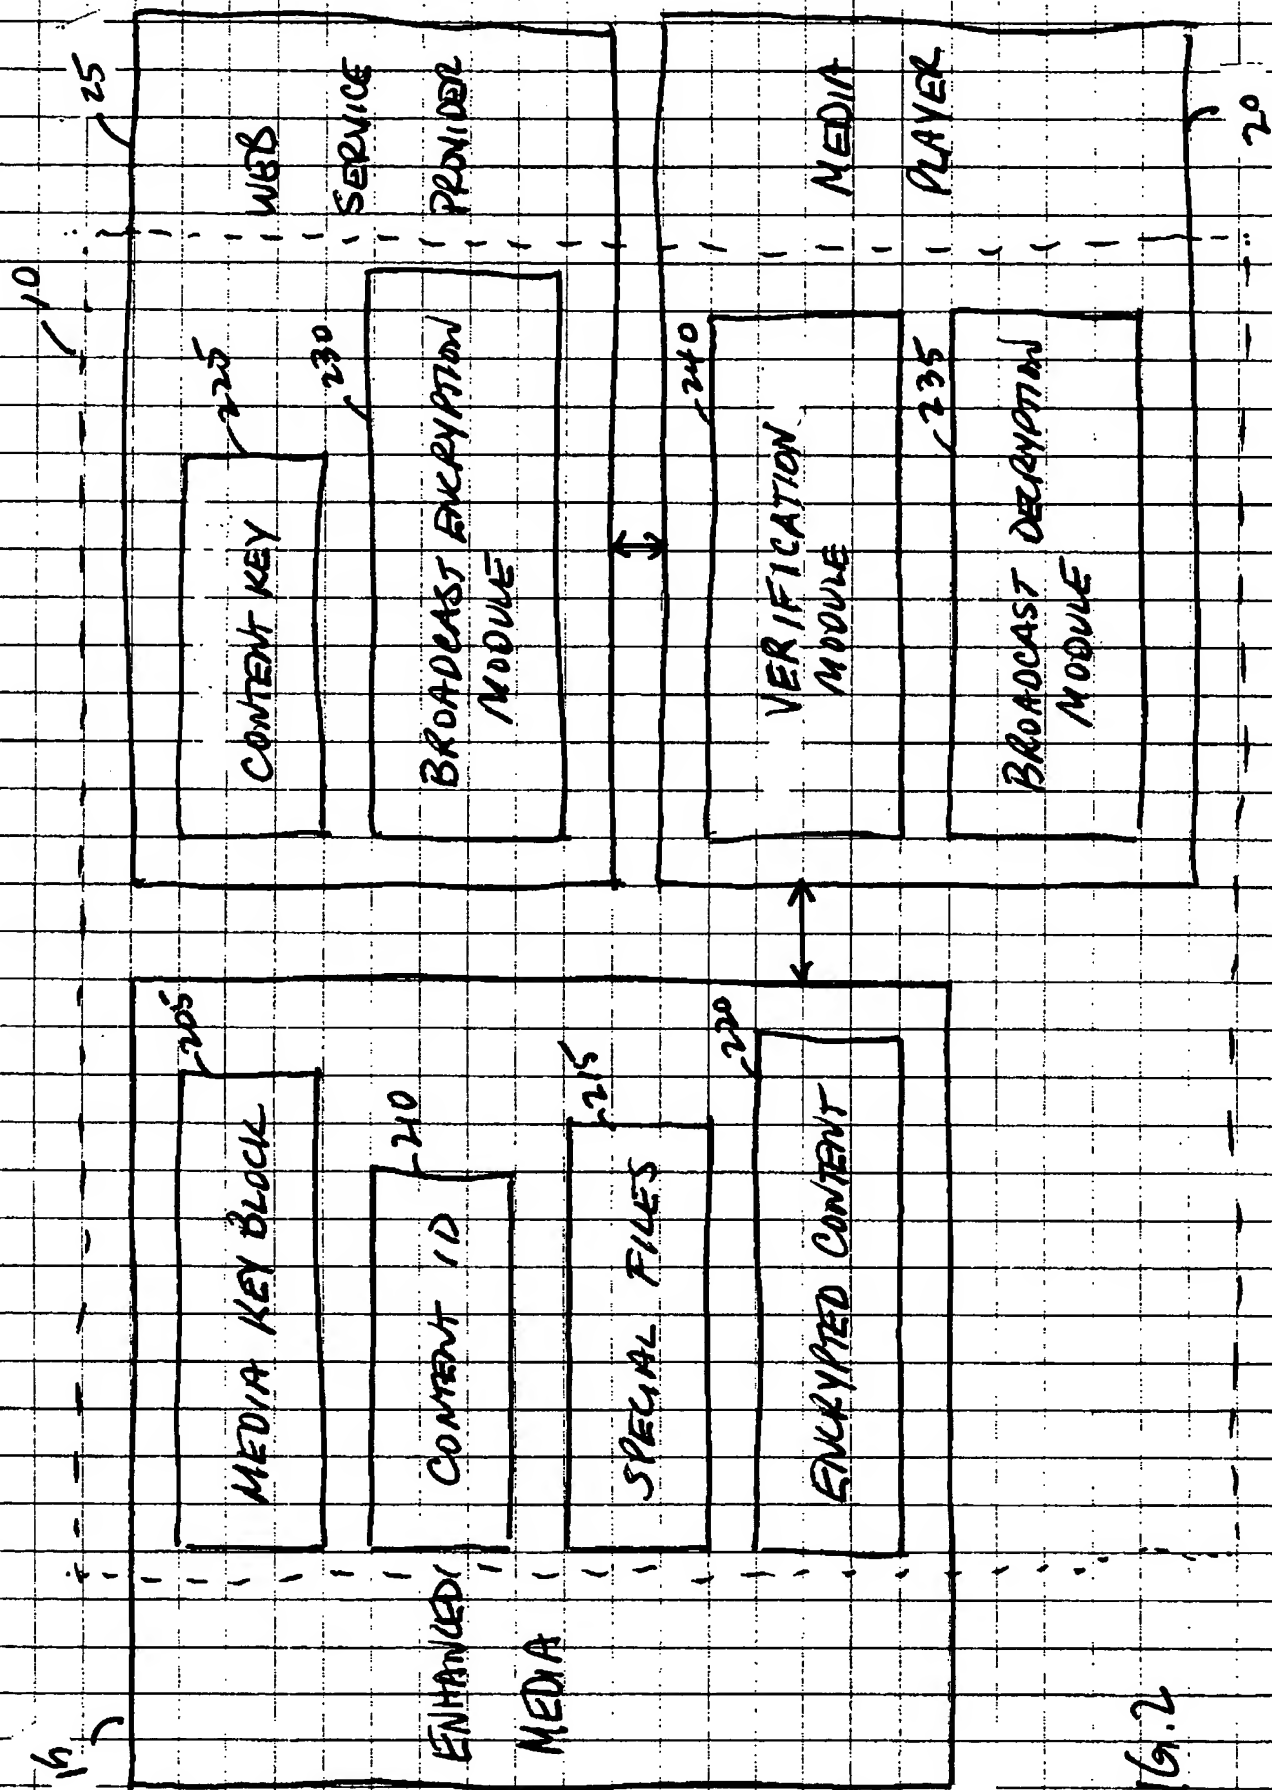 10
25
205
MEDIA KEY BLOCK
210
CONTENT ID
215
SPECIAL FILES
220
ENCRYPTED CONTENT
ENHANCED
MEDIA
225
CONTENT KEY
230
BROADCAST ENCRYPTION
MODULE
WEB
SERVICE
PROVIDER
240
VERIFICATION
MODULE
235
BROADCAST DECRYPTION
MODULE
MEDIA
PLAYER
20
IG.2